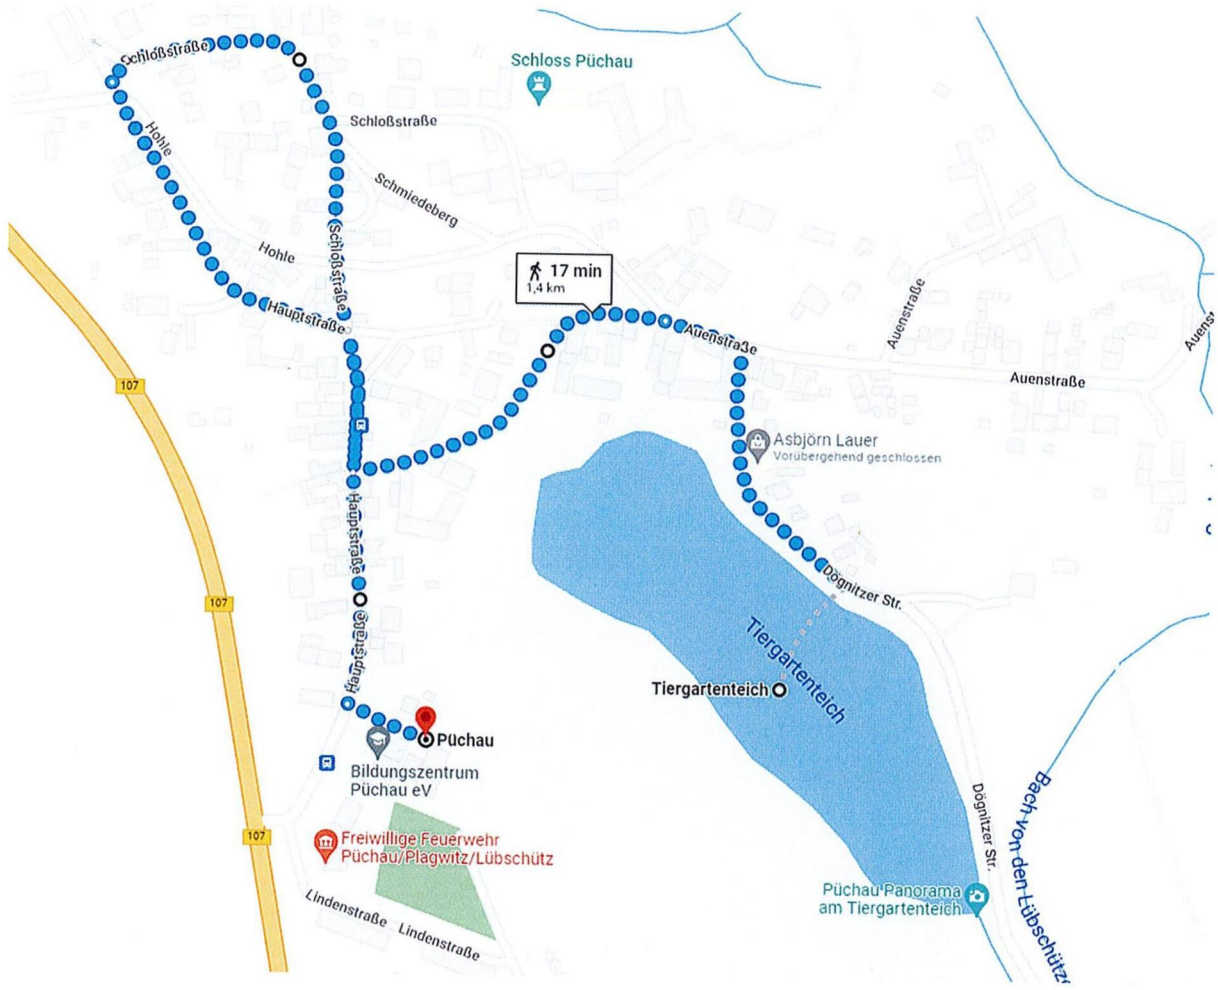 Schloßstraße
Schloss Püchau
Schloßstraße
Hohle
Schmiedeberg
Schloßstraße
Hohle
17 min
1,4 km
Hauptstraße
Auenstraße
Auenstraße
Auenst
107
Auenstraße
Asbjörn Lauer
Vorübergehend geschlossen
Hauptstraße
107
Dögnitzer Str.
Hauptstraße
Tiergartenteich
Tiergartenteich
Püchau
Bildungszentrum
Püchau eV
107
Freiwillige Feuerwehr
Püchau/Plagwitz/Lübschütz
Dögnitzer Str.
Bach von den Lübschütze
Püchau Panorama
am Tiergartenteich
Lindenstraße
Lindenstraße